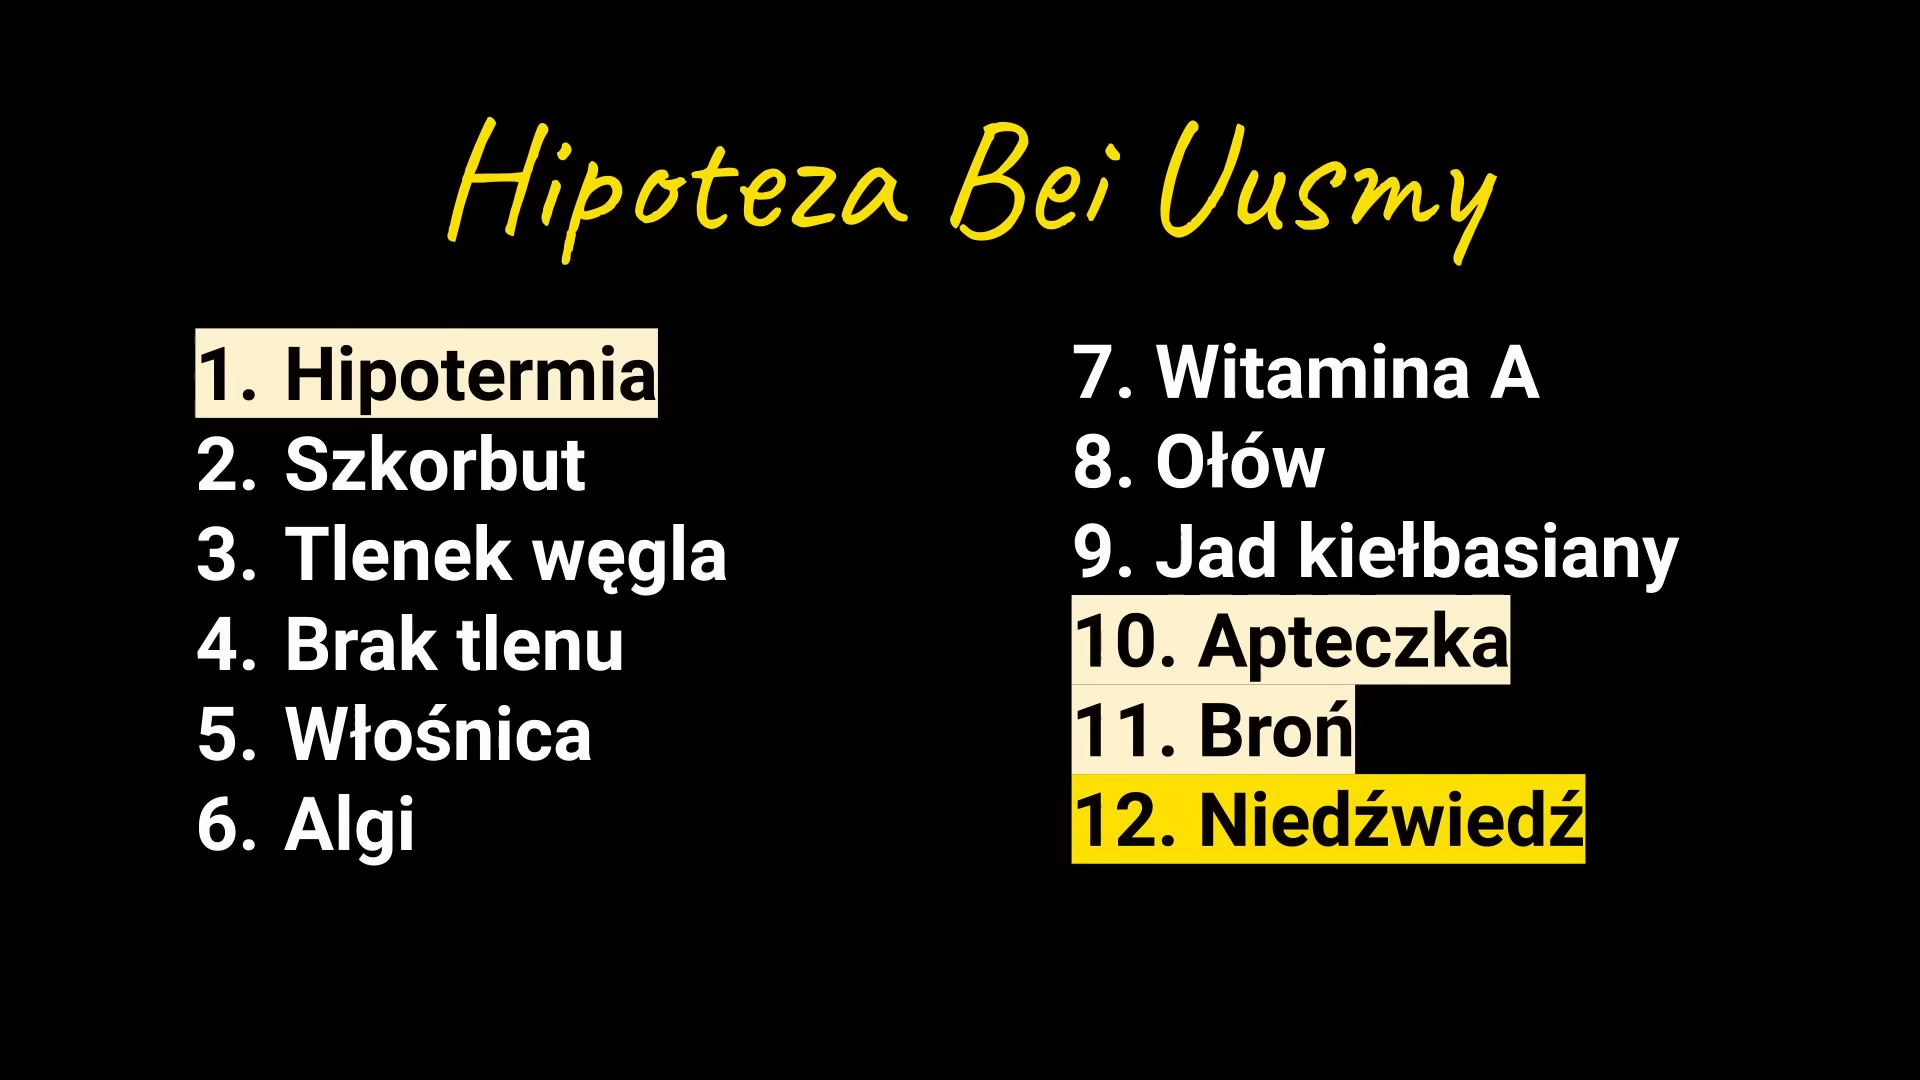 Hipoteza Bei Uusmy
1. Hipotermia
2. Szkorbut
3. Tlenek węgla
4. Brak tlenu
5. Włośnica
6. Algi
7. Witamina A
8. Ołów
9. Jad kiełbasiany
10. Apteczka
11. Broń
12. Niedźwiedź